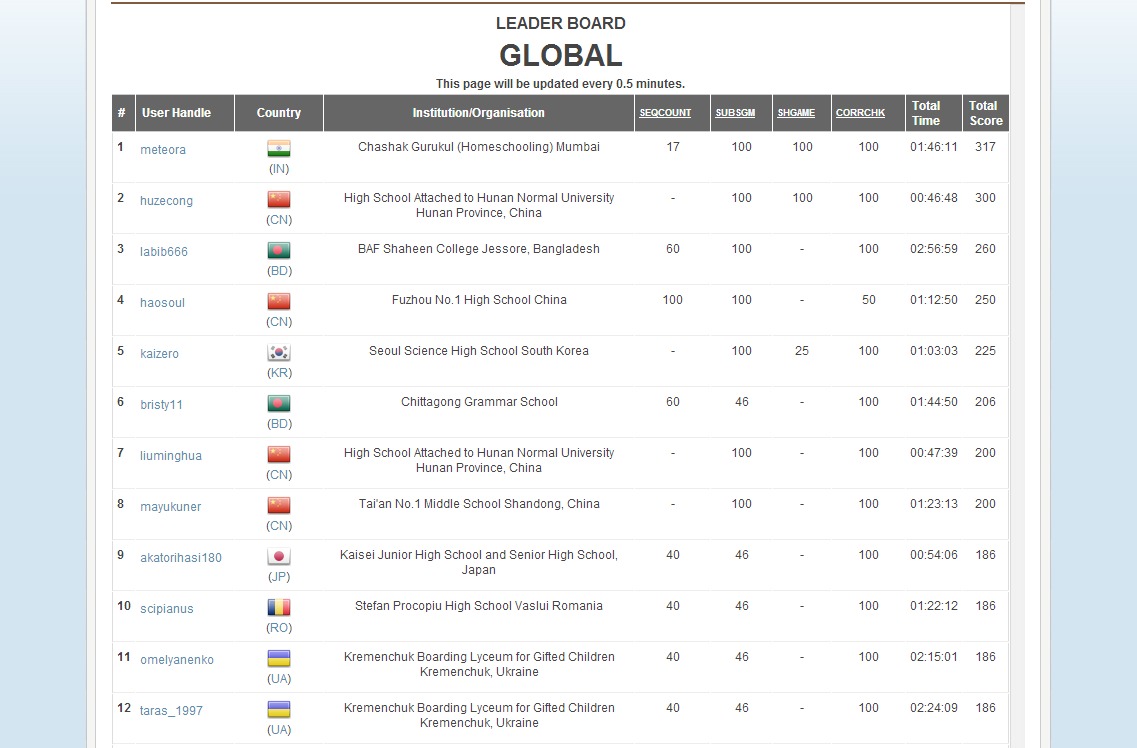 LEADER BOARD
GLOBAL
This page will be updated every 0.5 minutes.
# User Handle Country Institution/Organisation SEQCOUNT SUBSGM SHGAME CORRCHK Total Time Total Score
1 meteora (IN) Chashak Gurukul (Homeschooling) Mumbai 17 100 100 100 01:46:11 317
2 huzecong (CN) High School Attached to Hunan Normal University Hunan Province, China - 100 100 100 00:46:48 300
3 labib666 (BD) BAF Shaheen College Jessore, Bangladesh 60 100 - 100 02:56:59 260
4 haosoul (CN) Fuzhou No.1 High School China 100 100 - 50 01:12:50 250
5 kaizero (KR) Seoul Science High School South Korea - 100 25 100 01:03:03 225
6 bristy11 (BD) Chittagong Grammar School 60 46 - 100 01:44:50 206
7 liuminghua (CN) High School Attached to Hunan Normal University Hunan Province, China - 100 - 100 00:47:39 200
8 mayukuner (CN) Tai'an No.1 Middle School Shandong, China - 100 - 100 01:23:13 200
9 akatorihasi180 (JP) Kaisei Junior High School and Senior High School, Japan 40 46 - 100 00:54:06 186
10 scipianus (RO) Stefan Procopiu High School Vaslui Romania 40 46 - 100 01:22:12 186
11 omelyanenko (UA) Kremenchuk Boarding Lyceum for Gifted Children Kremenchuk, Ukraine 40 46 - 100 02:15:01 186
12 taras_1997 (UA) Kremenchuk Boarding Lyceum for Gifted Children Kremenchuk, Ukraine 40 46 - 100 02:24:09 186